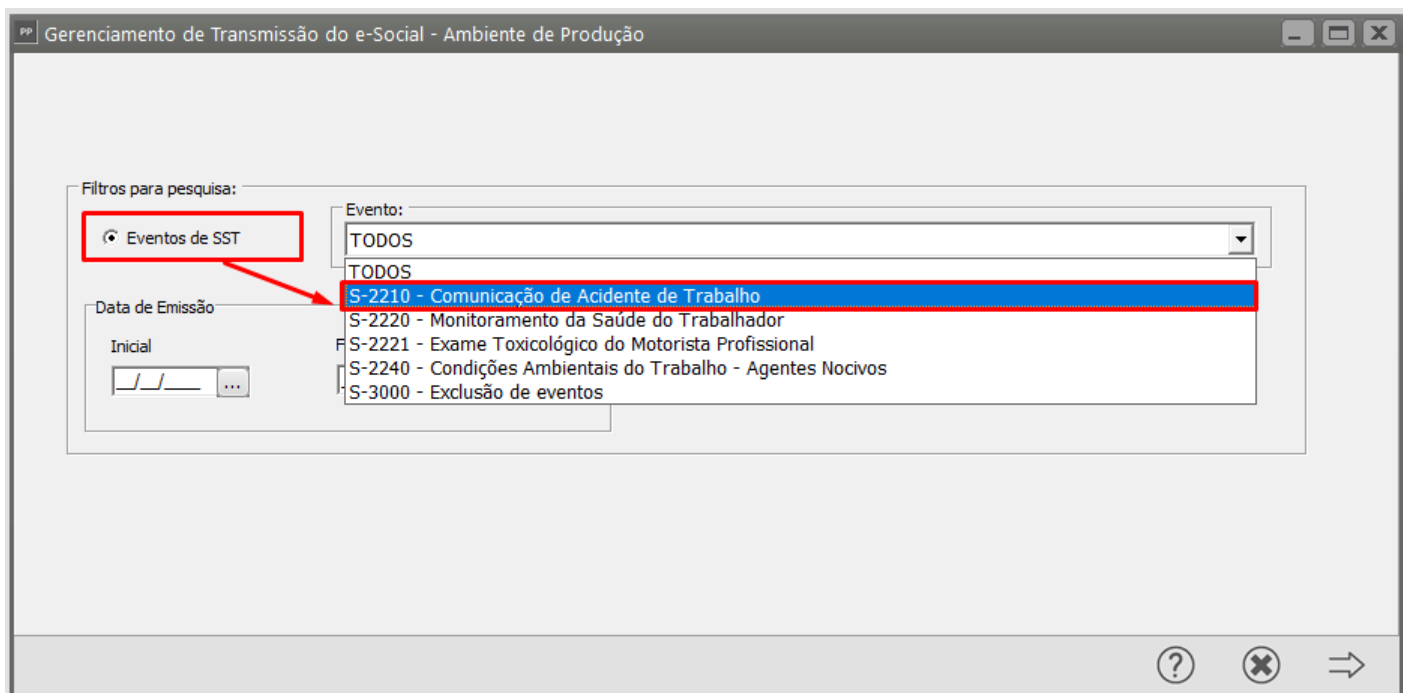 PP Gerenciamento de Transmissão do e-Social - Ambiente de Produção
Filtros para pesquisa:
Eventos de SST
Evento:
TODOS
TODOS
S-2210 - Comunicação de Acidente de Trabalho
S-2220 - Monitoramento da Saúde do Trabalhador
S-2221 - Exame Toxicológico do Motorista Profissional
S-2240 - Condições Ambientais do Trabalho - Agentes Nocivos
S-3000 - Exclusão de eventos
Data de Emissão
Inicial
__/__/____ ...